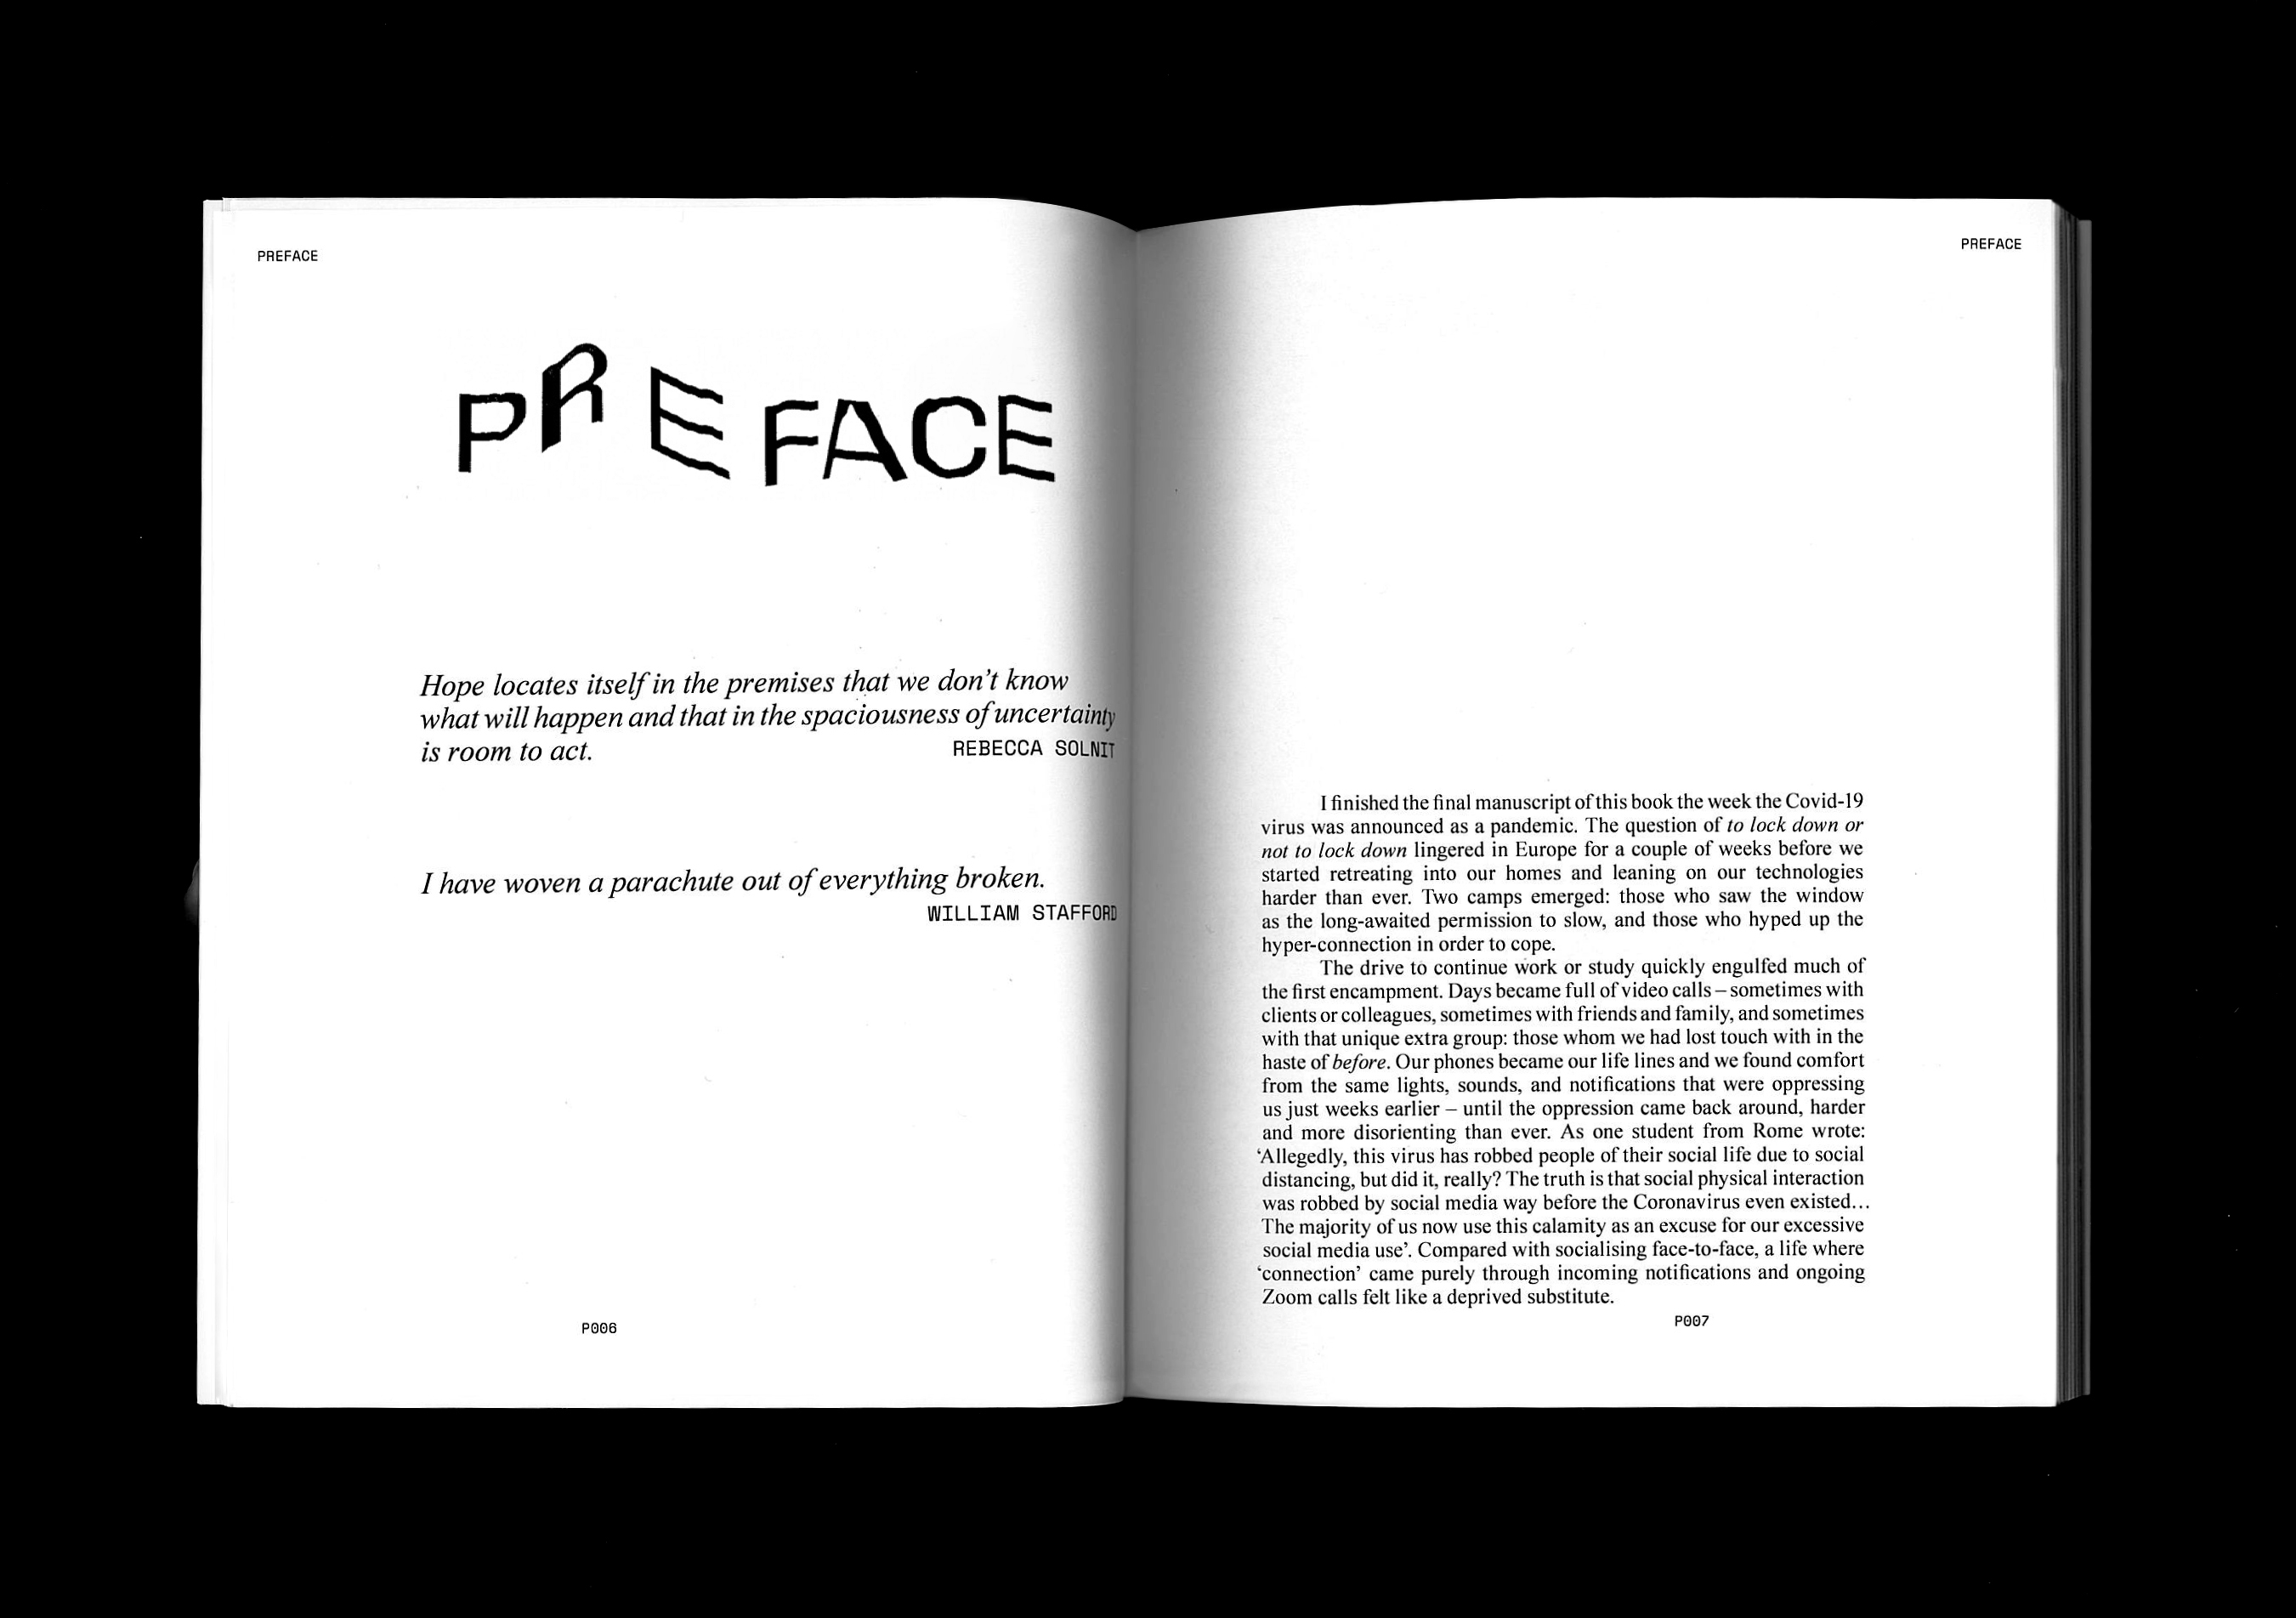 PREFACE
PREFACE
Hope locates itself in the premises that we don’t know
what will happen and that in the spaciousness of uncertainty
is room to act. REBECCA SOLNIT
I have woven a parachute out of everything broken.
WILLIAM STAFFORD
P006
PREFACE
I finished the final manuscript of this book the week the Covid-19
virus was announced as a pandemic. The question of to lock down or
not to lock down lingered in Europe for a couple of weeks before we
started retreating into our homes and leaning on our technologies
harder than ever. Two camps emerged: those who saw the window
as the long-awaited permission to slow, and those who hyped up the
hyper-connection in order to cope.
The drive to continue work or study quickly engulfed much of
the first encampment. Days became full of video calls – sometimes with
clients or colleagues, sometimes with friends and family, and sometimes
with that unique extra group: those whom we had lost touch with in the
haste of before. Our phones became our life lines and we found comfort
from the same lights, sounds, and notifications that were oppressing
us just weeks earlier – until the oppression came back around, harder
and more disorienting than ever. As one student from Rome wrote:
‘Allegedly, this virus has robbed people of their social life due to social
distancing, but did it, really? The truth is that social physical interaction
was robbed by social media way before the Coronavirus even existed…
The majority of us now use this calamity as an excuse for our excessive
social media use’. Compared with socialising face-to-face, a life where
‘connection’ came purely through incoming notifications and ongoing
Zoom calls felt like a deprived substitute.
P007